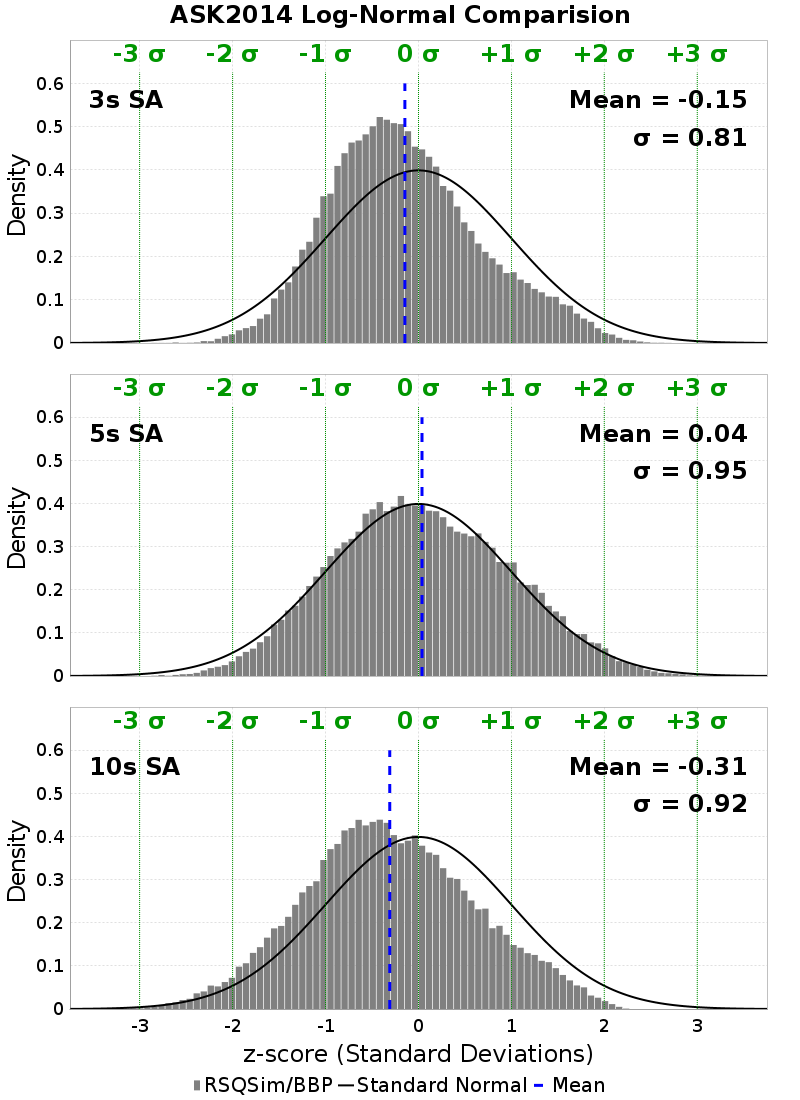 ASK2014 Log-Normal Comparision
-3 σ -2 σ -1 σ 0 σ +1 σ +2 σ +3 σ
0.6
3s SA Mean = -0.15
0.5
σ = 0.81
0.4
Density
0.3
0.2
0.1
0
-3 σ -2 σ -1 σ 0 σ +1 σ +2 σ +3 σ
0.6
5s SA Mean = 0.04
0.5
σ = 0.95
0.4
Density
0.3
0.2
0.1
0
-3 σ -2 σ -1 σ 0 σ +1 σ +2 σ +3 σ
0.6
10s SA Mean = -0.31
0.5
σ = 0.92
0.4
Density
0.3
0.2
0.1
0
-3 -2 -1 0 1 2 3
z-score (Standard Deviations)
RSQSim/BBP Standard Normal Mean